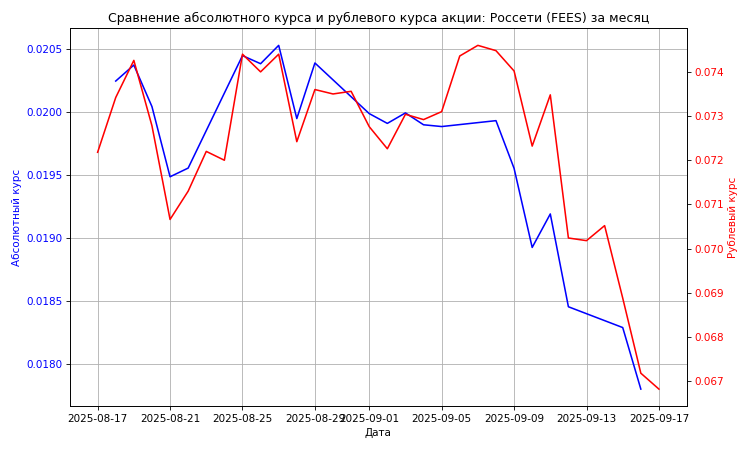 Сравнение абсолютного курса и рублевого курса акции: Россети (FEES) за месяц
Абсолютный курс
0.0205
0.0200
0.0195
0.0190
0.0185
0.0180
0.074
0.073
0.072
0.071
0.070
0.069
0.068
0.067
Рублевый курс
2025-08-17 2025-08-21 2025-08-25 2025-08-29 2025-09-01 2025-09-05 2025-09-09 2025-09-13 2025-09-17
Дата